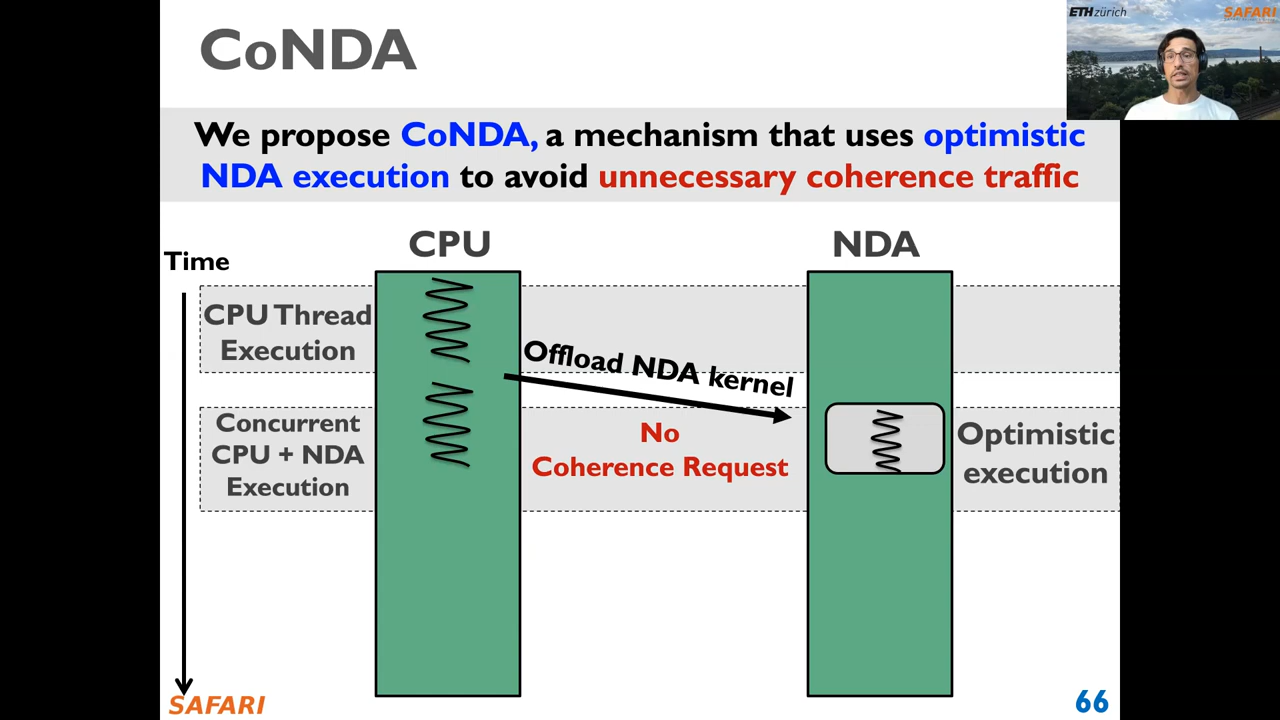 CoNDA
ETH zürich
SAFARI
We propose CoNDA, a mechanism that uses optimistic
NDA execution to avoid unnecessary coherence traffic
CPU
NDA
Time
CPU Thread
Execution
Offload NDA kernel
Concurrent
CPU + NDA
Execution
No
Coherence Request
Optimistic
execution
SAFARI
66